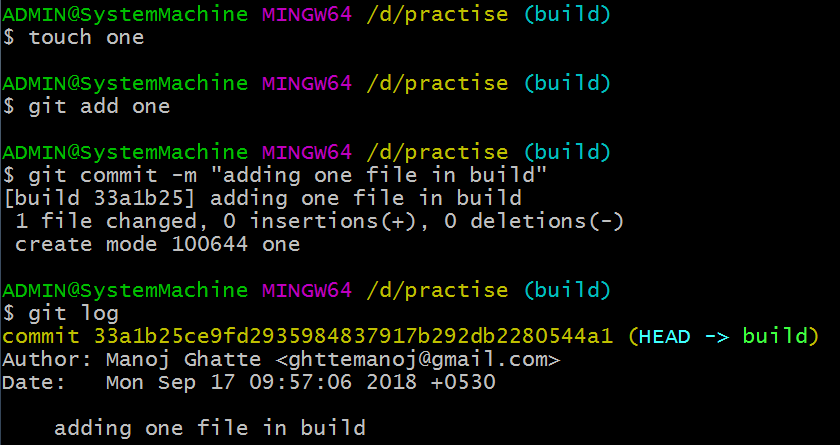 ADMIN@SystemMachine MINGW64 /d/practise (build)
$ touch one
ADMIN@SystemMachine MINGW64 /d/practise (build)
$ git add one
ADMIN@SystemMachine MINGW64 /d/practise (build)
$ git commit -m "adding one file in build"
[build 33a1b25] adding one file in build
 1 file changed, 0 insertions(+), 0 deletions(-)
 create mode 100644 one
ADMIN@SystemMachine MINGW64 /d/practise (build)
$ git log
commit 33a1b25ce9fd2935984837917b292db2280544a1 (HEAD -> build)
Author: Manoj Ghatte <ghttemanoj@gmail.com>
Date:   Mon Sep 17 09:57:06 2018 +0530
    adding one file in build